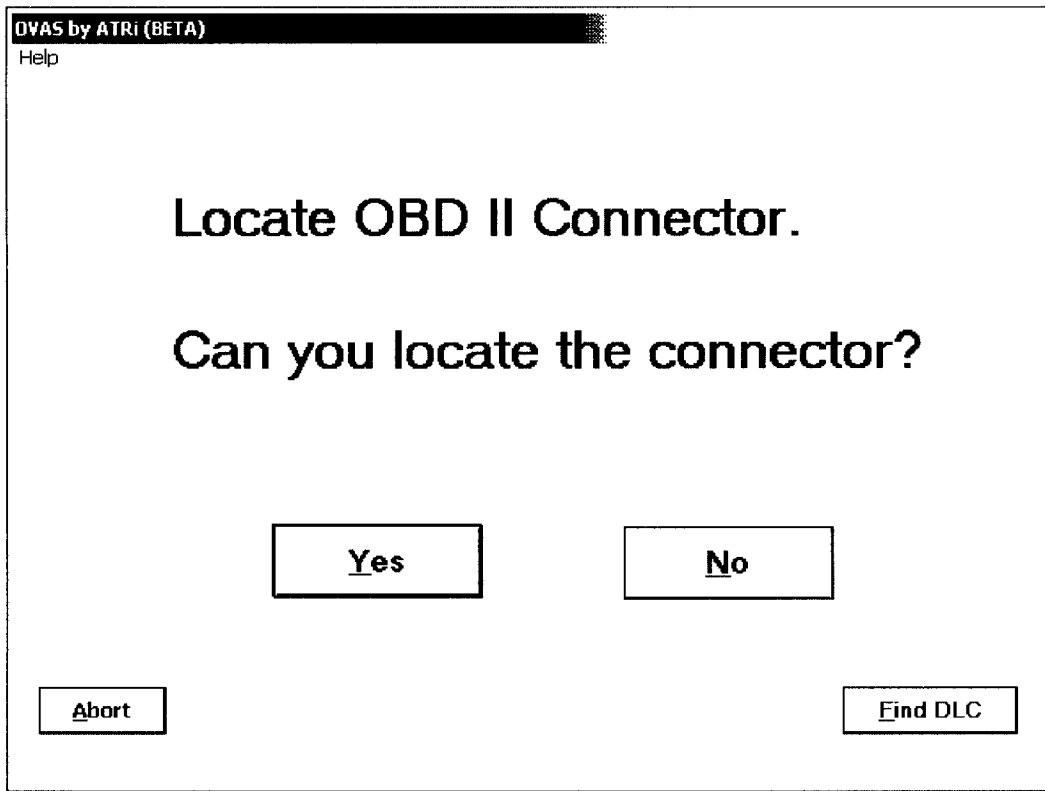 OVAS by ATRi (BETA)
Help
Locate OBD II Connector.
Can you locate the connector?
Yes
No
Abort
Find DLC